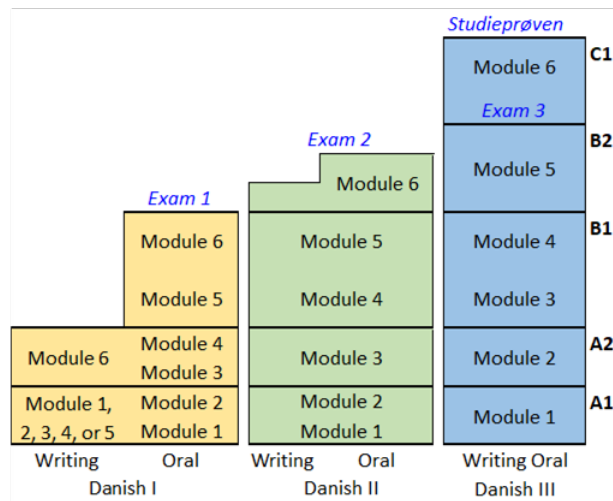 Studieprøven
C1
Module 6
Exam 3
B2
Exam 2
Module 5
Module 6
Exam 1
B1
Module 6
Module 5
Module 4
Module 5
Module 4
Module 3
A2
Module 6
Module 4
Module 3
Module 3
Module 2
A1
Module 1,
2, 3, 4, or 5
Module 2
Module 1
Module 2
Module 1
Module 1
Writing Oral
Writing Oral
Writing Oral
Danish I
Danish II
Danish III